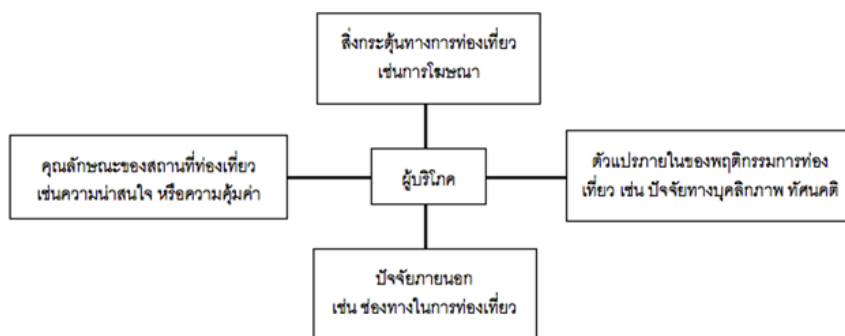 สิ่งกระตุ้นทางการท่องเที่ยว
เช่นการโฆษณา
คุณลักษณะของสถานที่ท่องเที่ยว
เช่นความน่าสนใจ หรือความคุ้มค่า
ผู้บริโภค
ตัวแปรภายในของพฤติกรรมการท่อง
เที่ยว เช่น ปัจจัยทางบุคลิกภาพ ทัศนคติ
ปัจจัยภายนอก
เช่น ช่องทางในการท่องเที่ยว